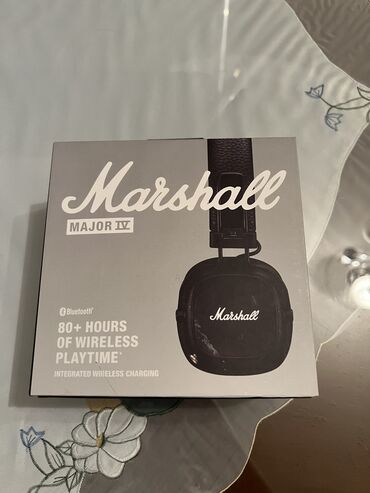 Marshall
MAJOR IV
Bluetooth®
80+ HOURS
OF WIRELESS
PLAYTIME*
INTEGRATED WIRELESS CHARGING
Marshall